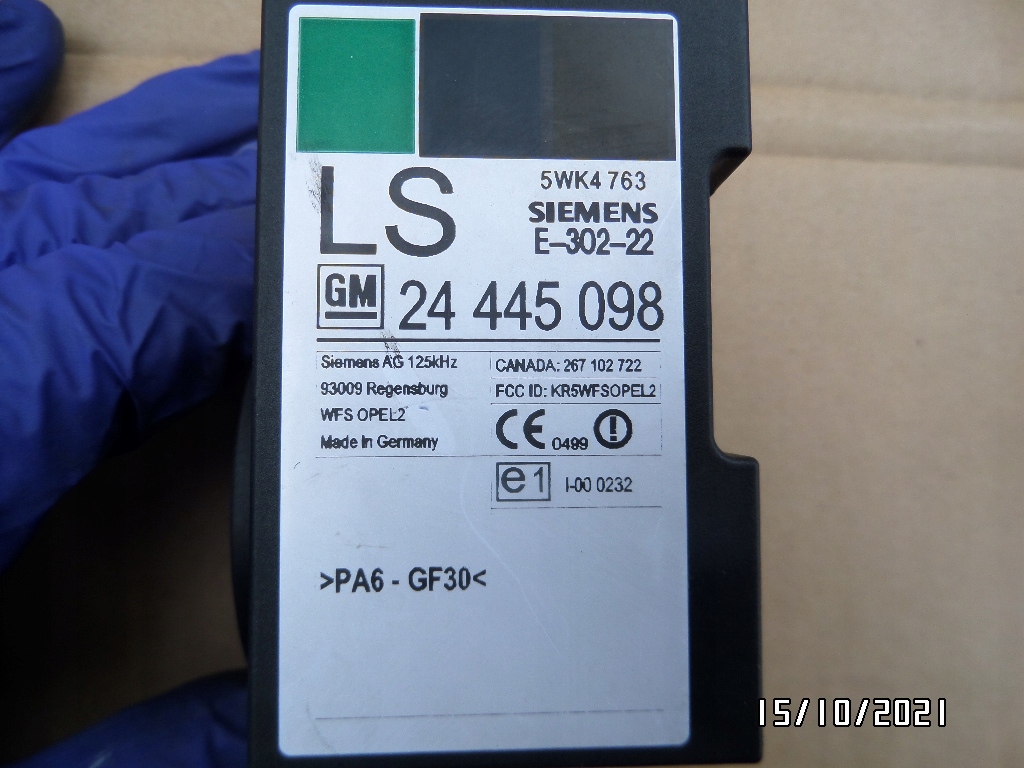 LS
5WK4 763
SIEMENS
E-302-22
GM 24 445 098
Siemens AG 125kHz
93009 Regensburg
WFS OPEL2
Made In Germany
CANADA: 267 102 722
FCC ID: KR5WFSOPEL2
CE 0499
e1 I-00 0232
>PA6 - GF30<
15/10/2021